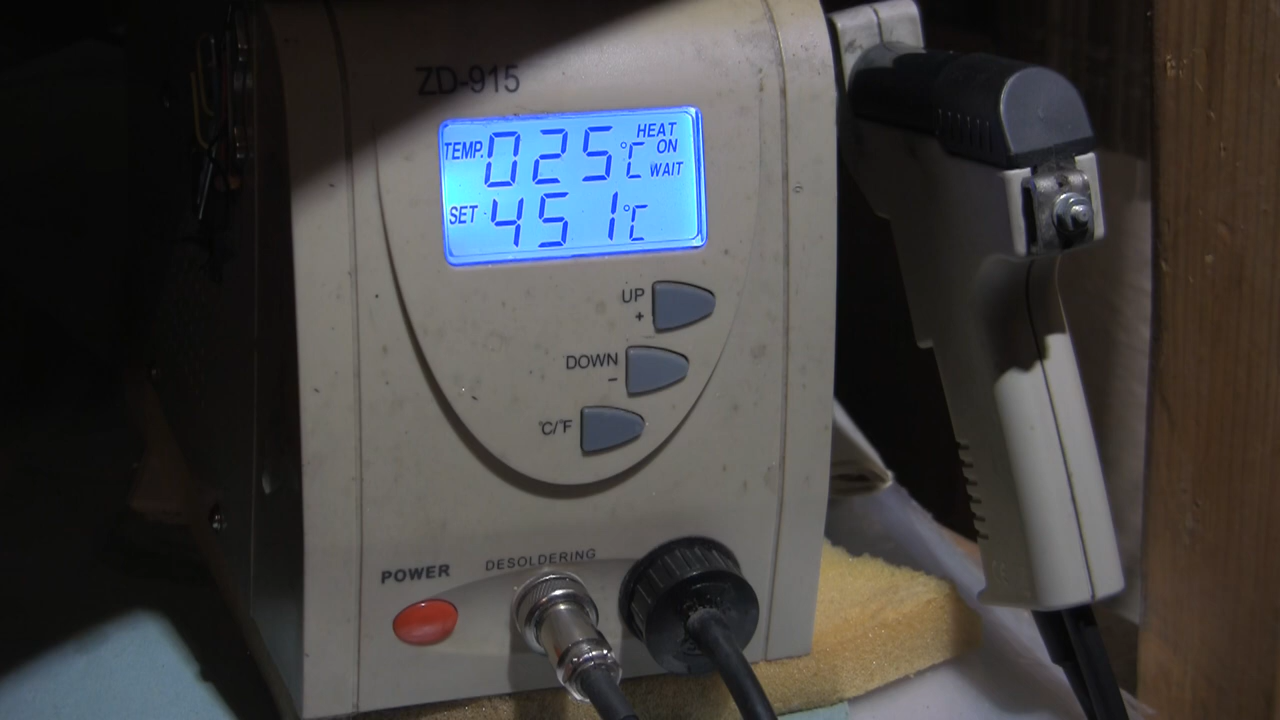 ZD-915
TEMP. 025°C HEAT ON WAIT
SET 451°C
UP
+
DOWN
−
°C/°F
POWER
DESOLDERING